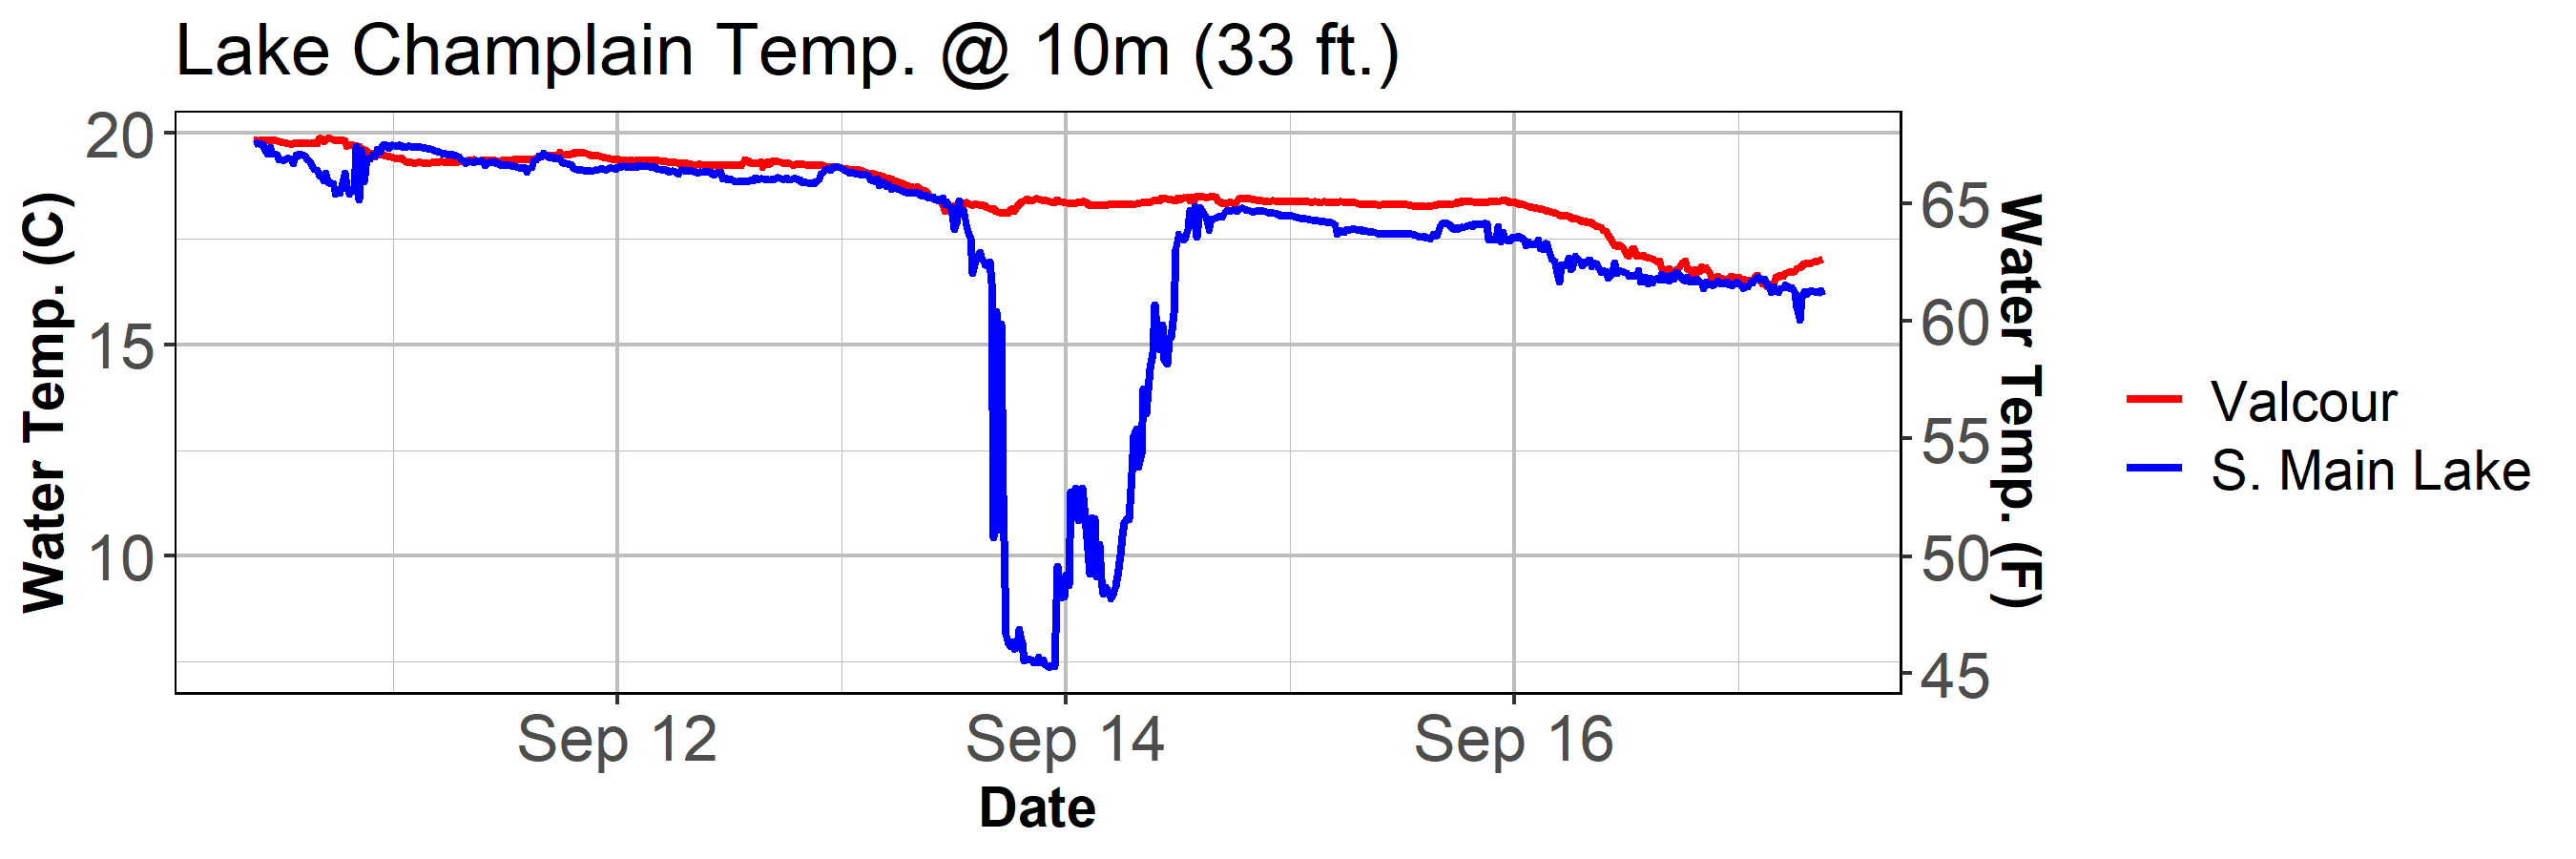 Lake Champlain Temp. @ 10m (33 ft.)
Water Temp. (C)
20
15
10
65
60
55
50
45
Water Temp. (F)
Sep 12
Sep 14
Sep 16
Date
Valcour
S. Main Lake